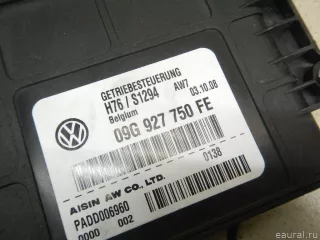 GETRIEBESTEUERUNG
H76 / S1294 AW7 03.10.08
Belgium
09G 927 750 FE
0138
AISIN AW CO., LTD.
PADD006960
0000 002
eaural.ru